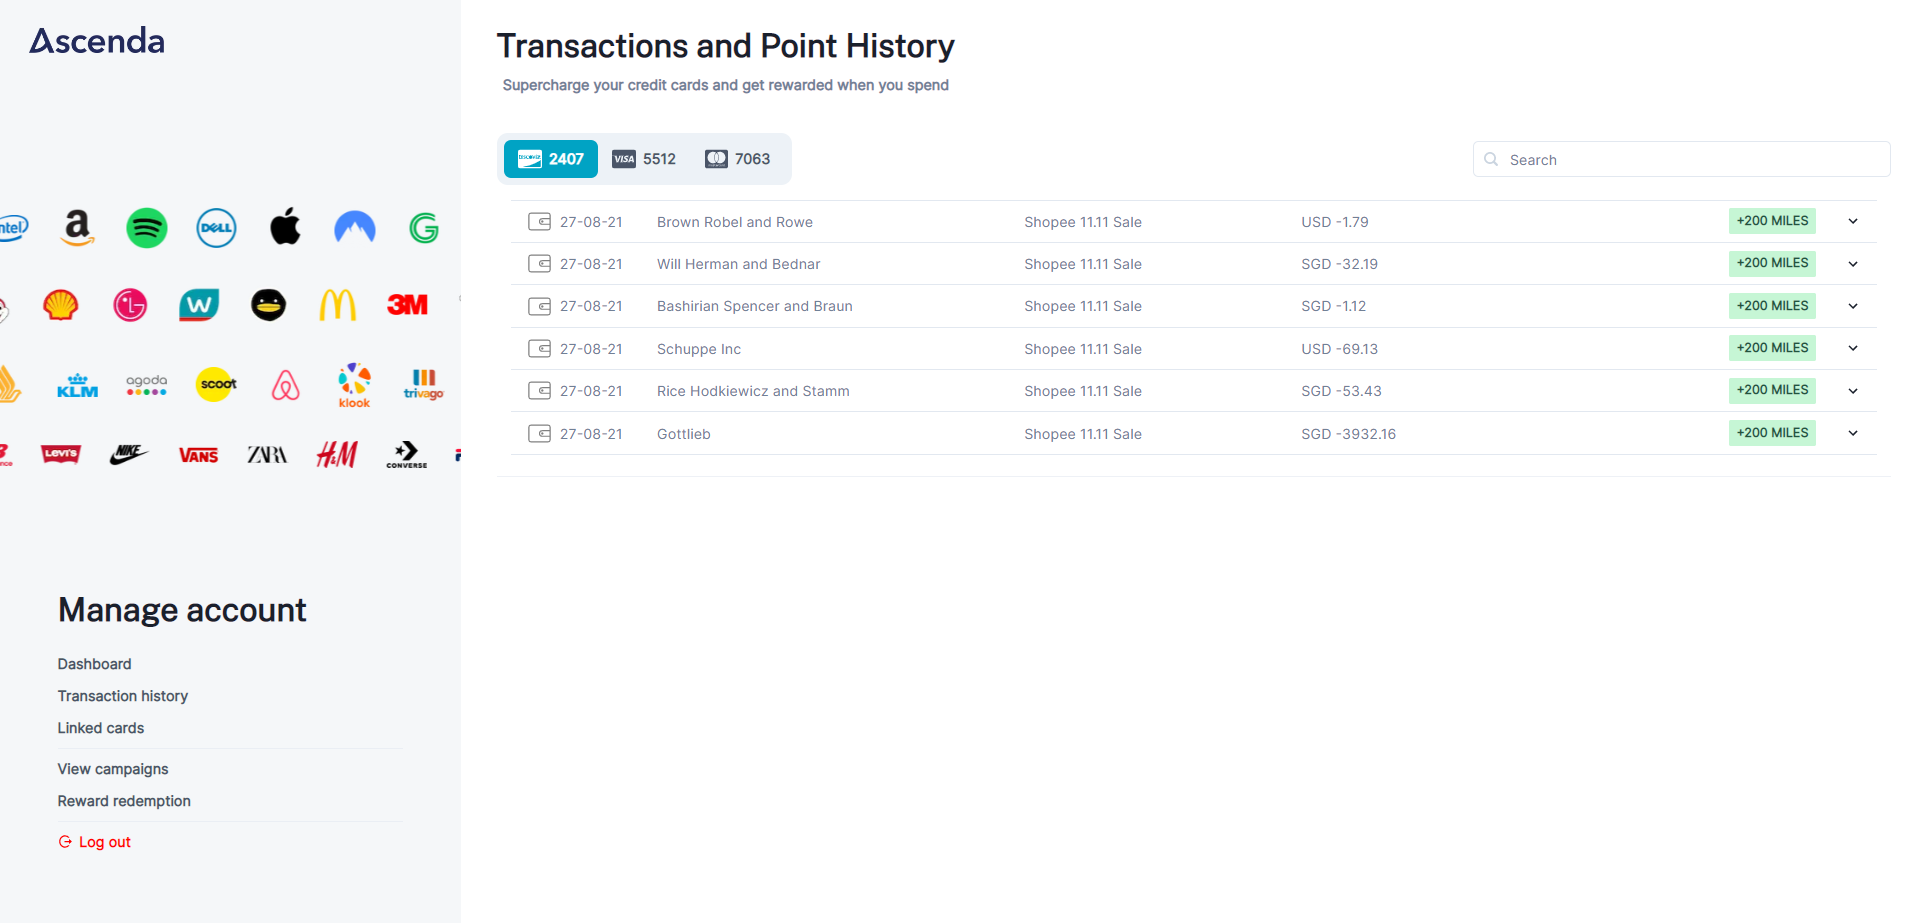 Ascenda
Transactions and Point History
Supercharge your credit cards and get rewarded when you spend
DISCOVER 2407 VISA 5512 7063
Search
27-08-21 Brown Robel and Rowe Shopee 11.11 Sale USD -1.79 +200 MILES
27-08-21 Will Herman and Bednar Shopee 11.11 Sale SGD -32.19 +200 MILES
27-08-21 Bashirian Spencer and Braun Shopee 11.11 Sale SGD -1.12 +200 MILES
27-08-21 Schuppe Inc Shopee 11.11 Sale USD -69.13 +200 MILES
27-08-21 Rice Hodkiewicz and Stamm Shopee 11.11 Sale SGD -53.43 +200 MILES
27-08-21 Gottlieb Shopee 11.11 Sale SGD -3932.16 +200 MILES
ntel a DELL G
LG W M 3M
KLM agoda scoot klook trivago
Levi's NIKE VANS ZARA H&M CONVERSE
Manage account
Dashboard
Transaction history
Linked cards
View campaigns
Reward redemption
Log out